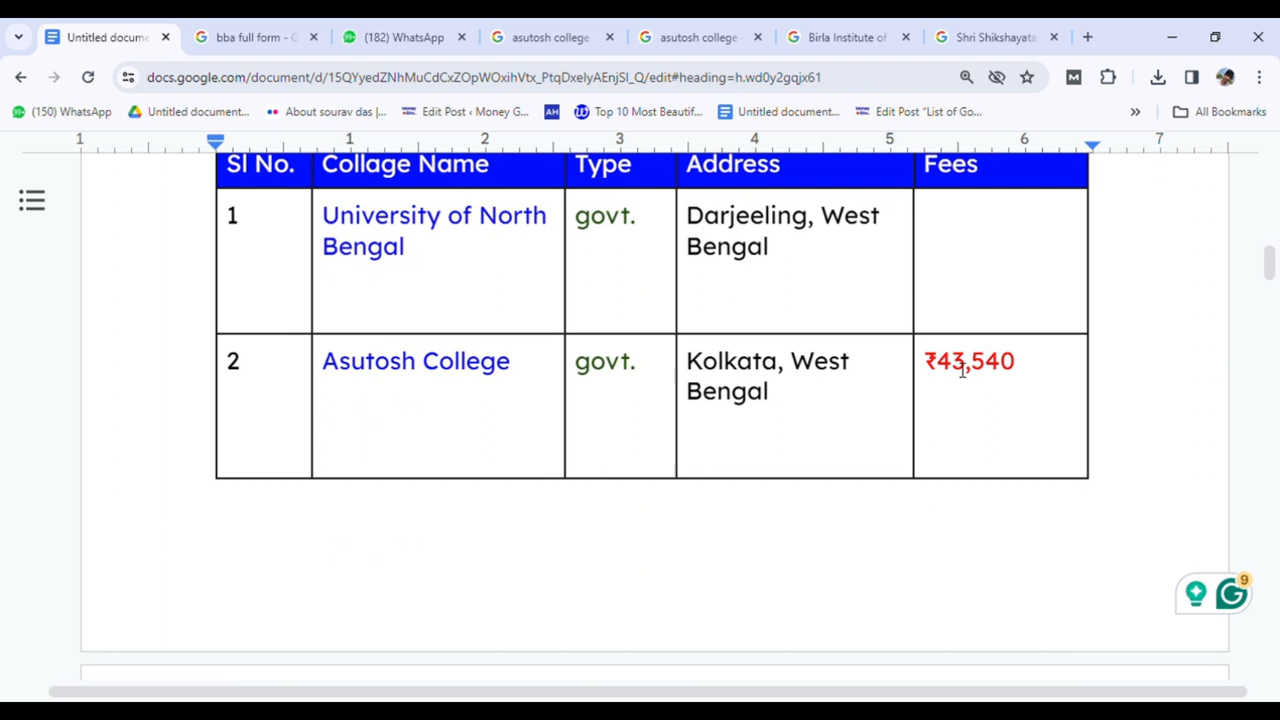 Untitled docume
bba full form - G
(182) WhatsApp
asutosh college
asutosh college
Birla Institute of
Shri Shikshayata
docs.google.com/document/d/15QYyedZNhMuCdCxZOpWOxihVtx_PtqDxelyAEnjSI_Q/edit#heading=h.wd0y2gqjx61
(150) WhatsApp
Untitled document...
About sourav das |...
Edit Post ‹ Money G...
AH
Top 10 Most Beautif...
Untitled document...
Edit Post "List of Go...
»
All Bookmarks
1 1 2 3 4 5 6 7
Sl No. Collage Name Type Address Fees
1 University of North govt. Darjeeling, West
Bengal Bengal
2 Asutosh College govt. Kolkata, West ₹43,540
Bengal
9